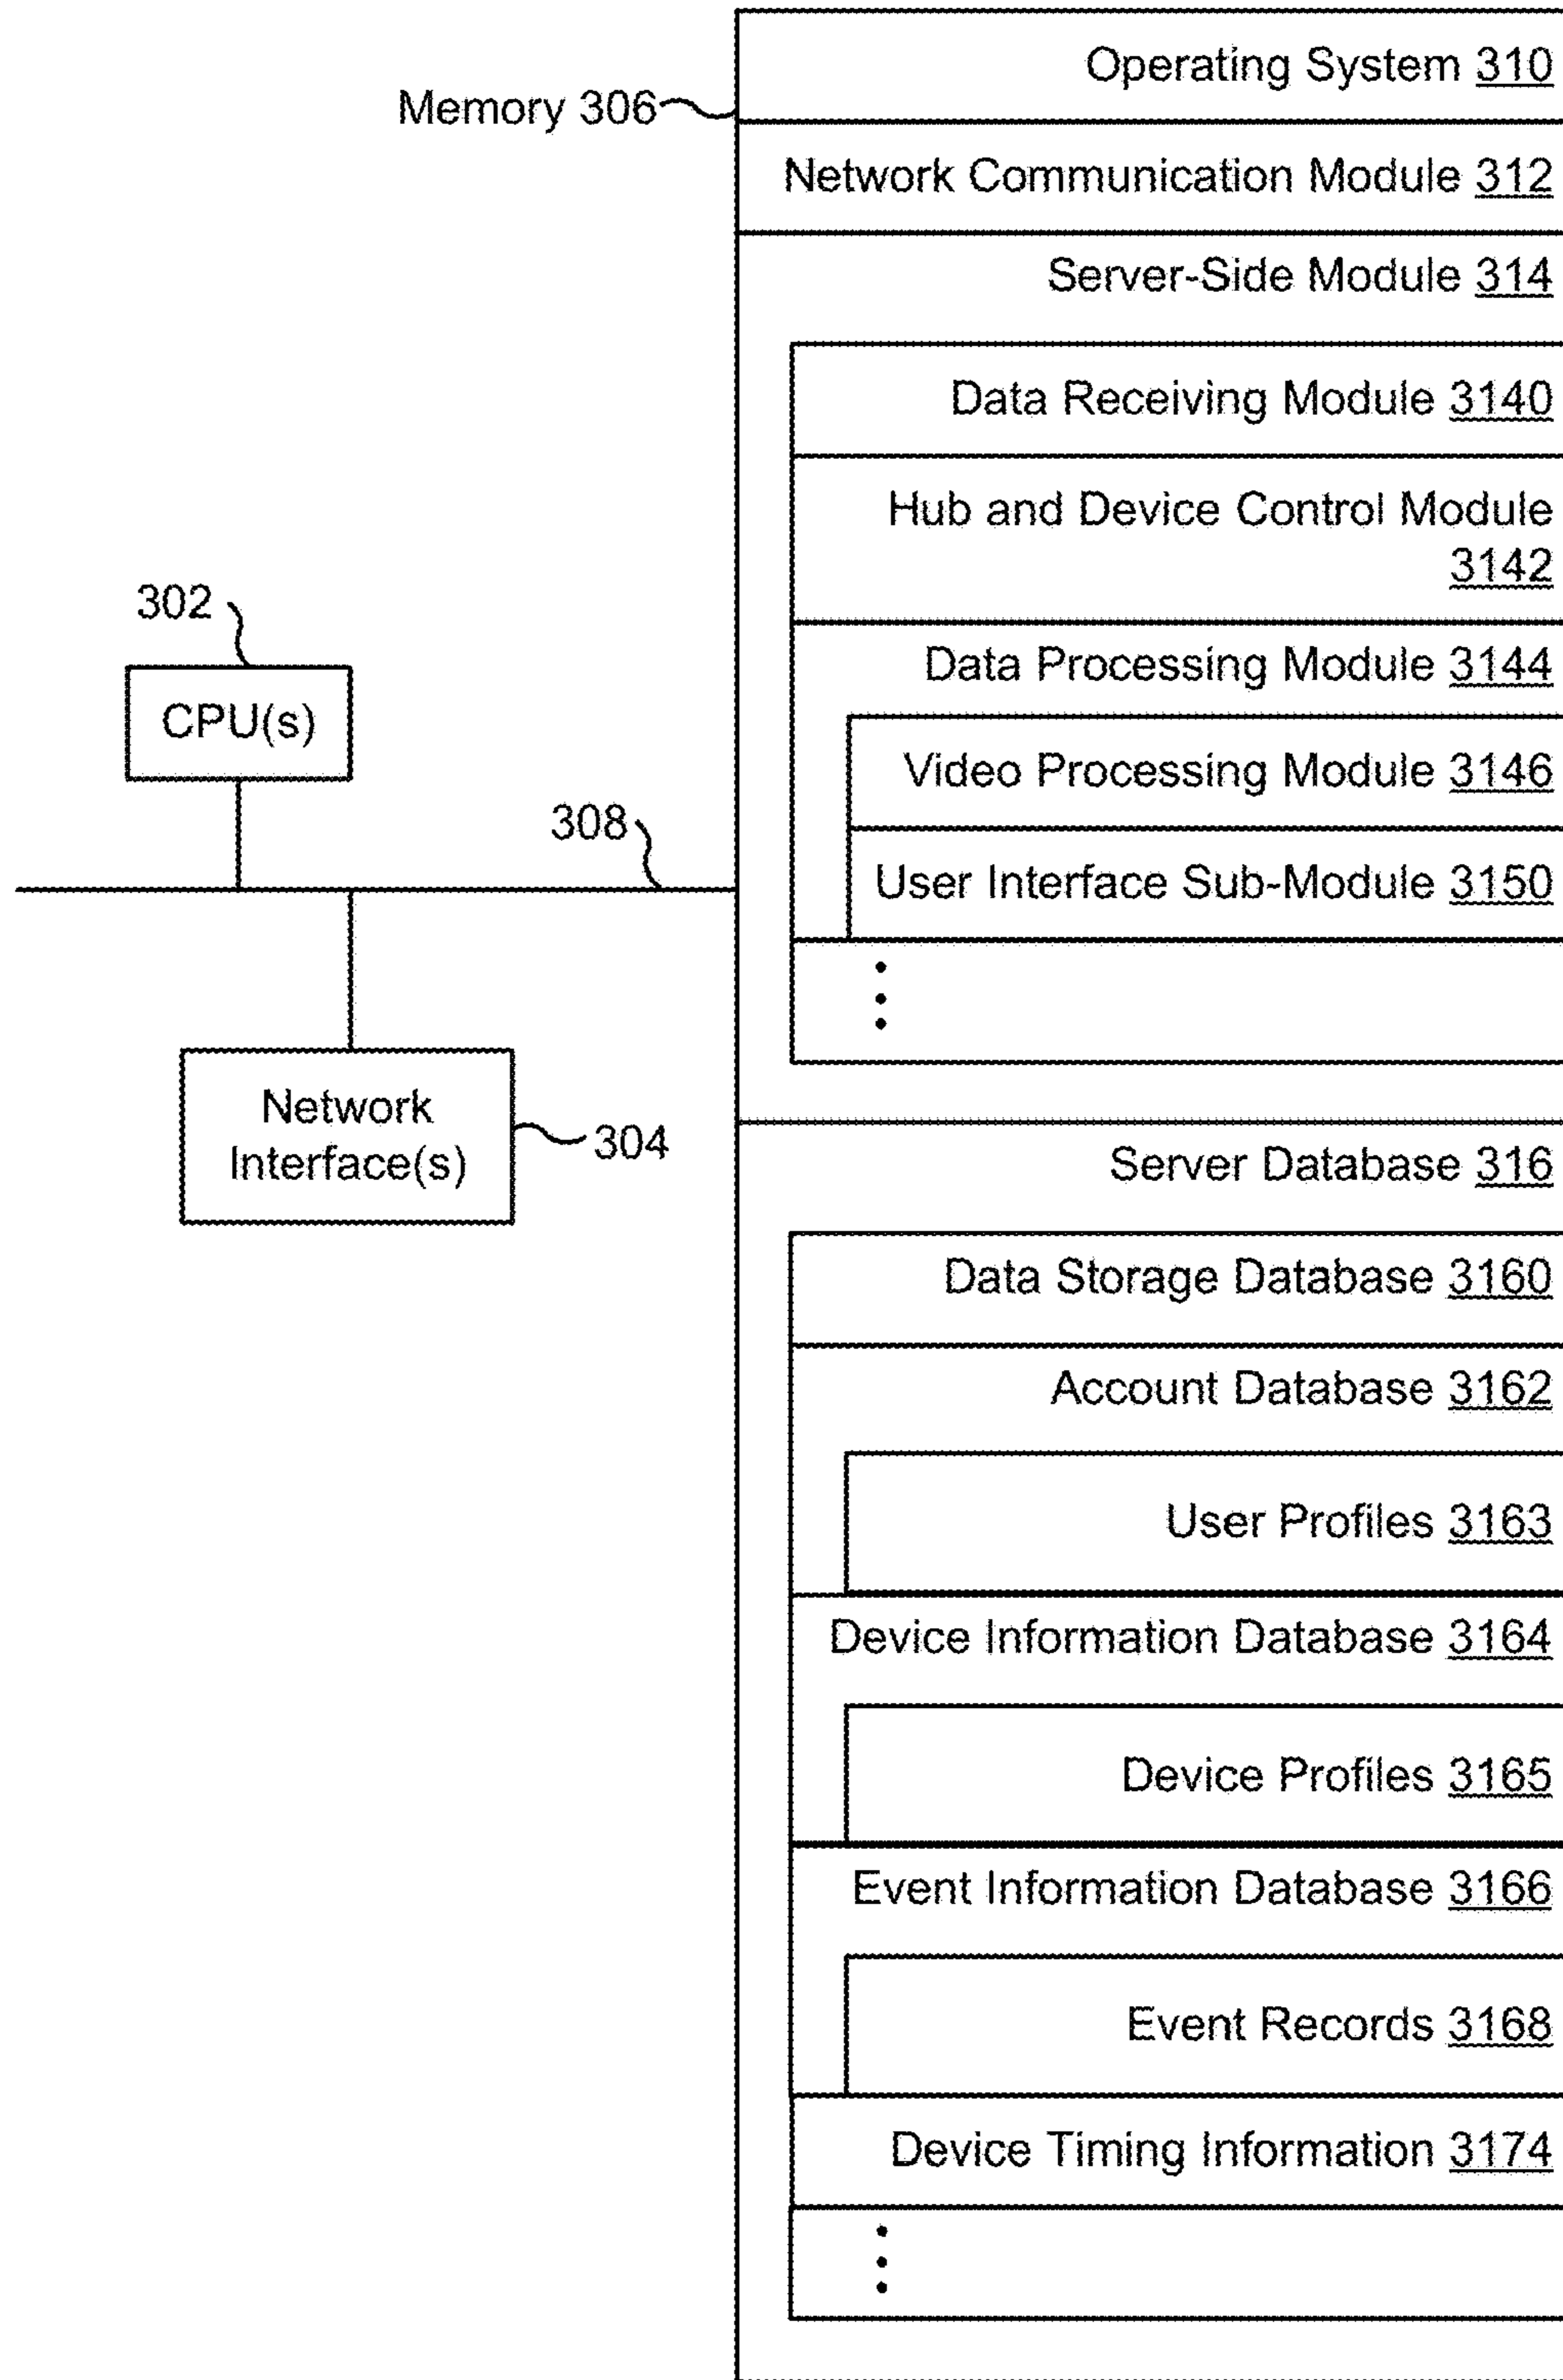 Operating System 310
Memory 306
Network Communication Module 312
Server-Side Module 314
Data Receiving Module 3140
Hub and Device Control Module
3142
302
CPU(s)
Data Processing Module 3144
Video Processing Module 3146
308
User Interface Sub-Module 3150
Network
Interface(s)
304
Server Database 316
Data Storage Database 3160
Account Database 3162
User Profiles 3163
Device Information Database 3164
Device Profiles 3165
Event Information Database 3166
Event Records 3168
Device Timing Information 3174